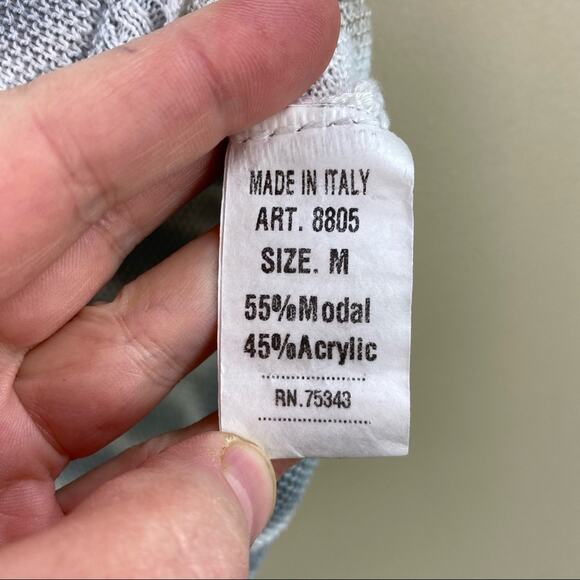 MADE IN ITALY
ART. 8805
SIZE. M
55%Modal
45%Acrylic
RN.75343